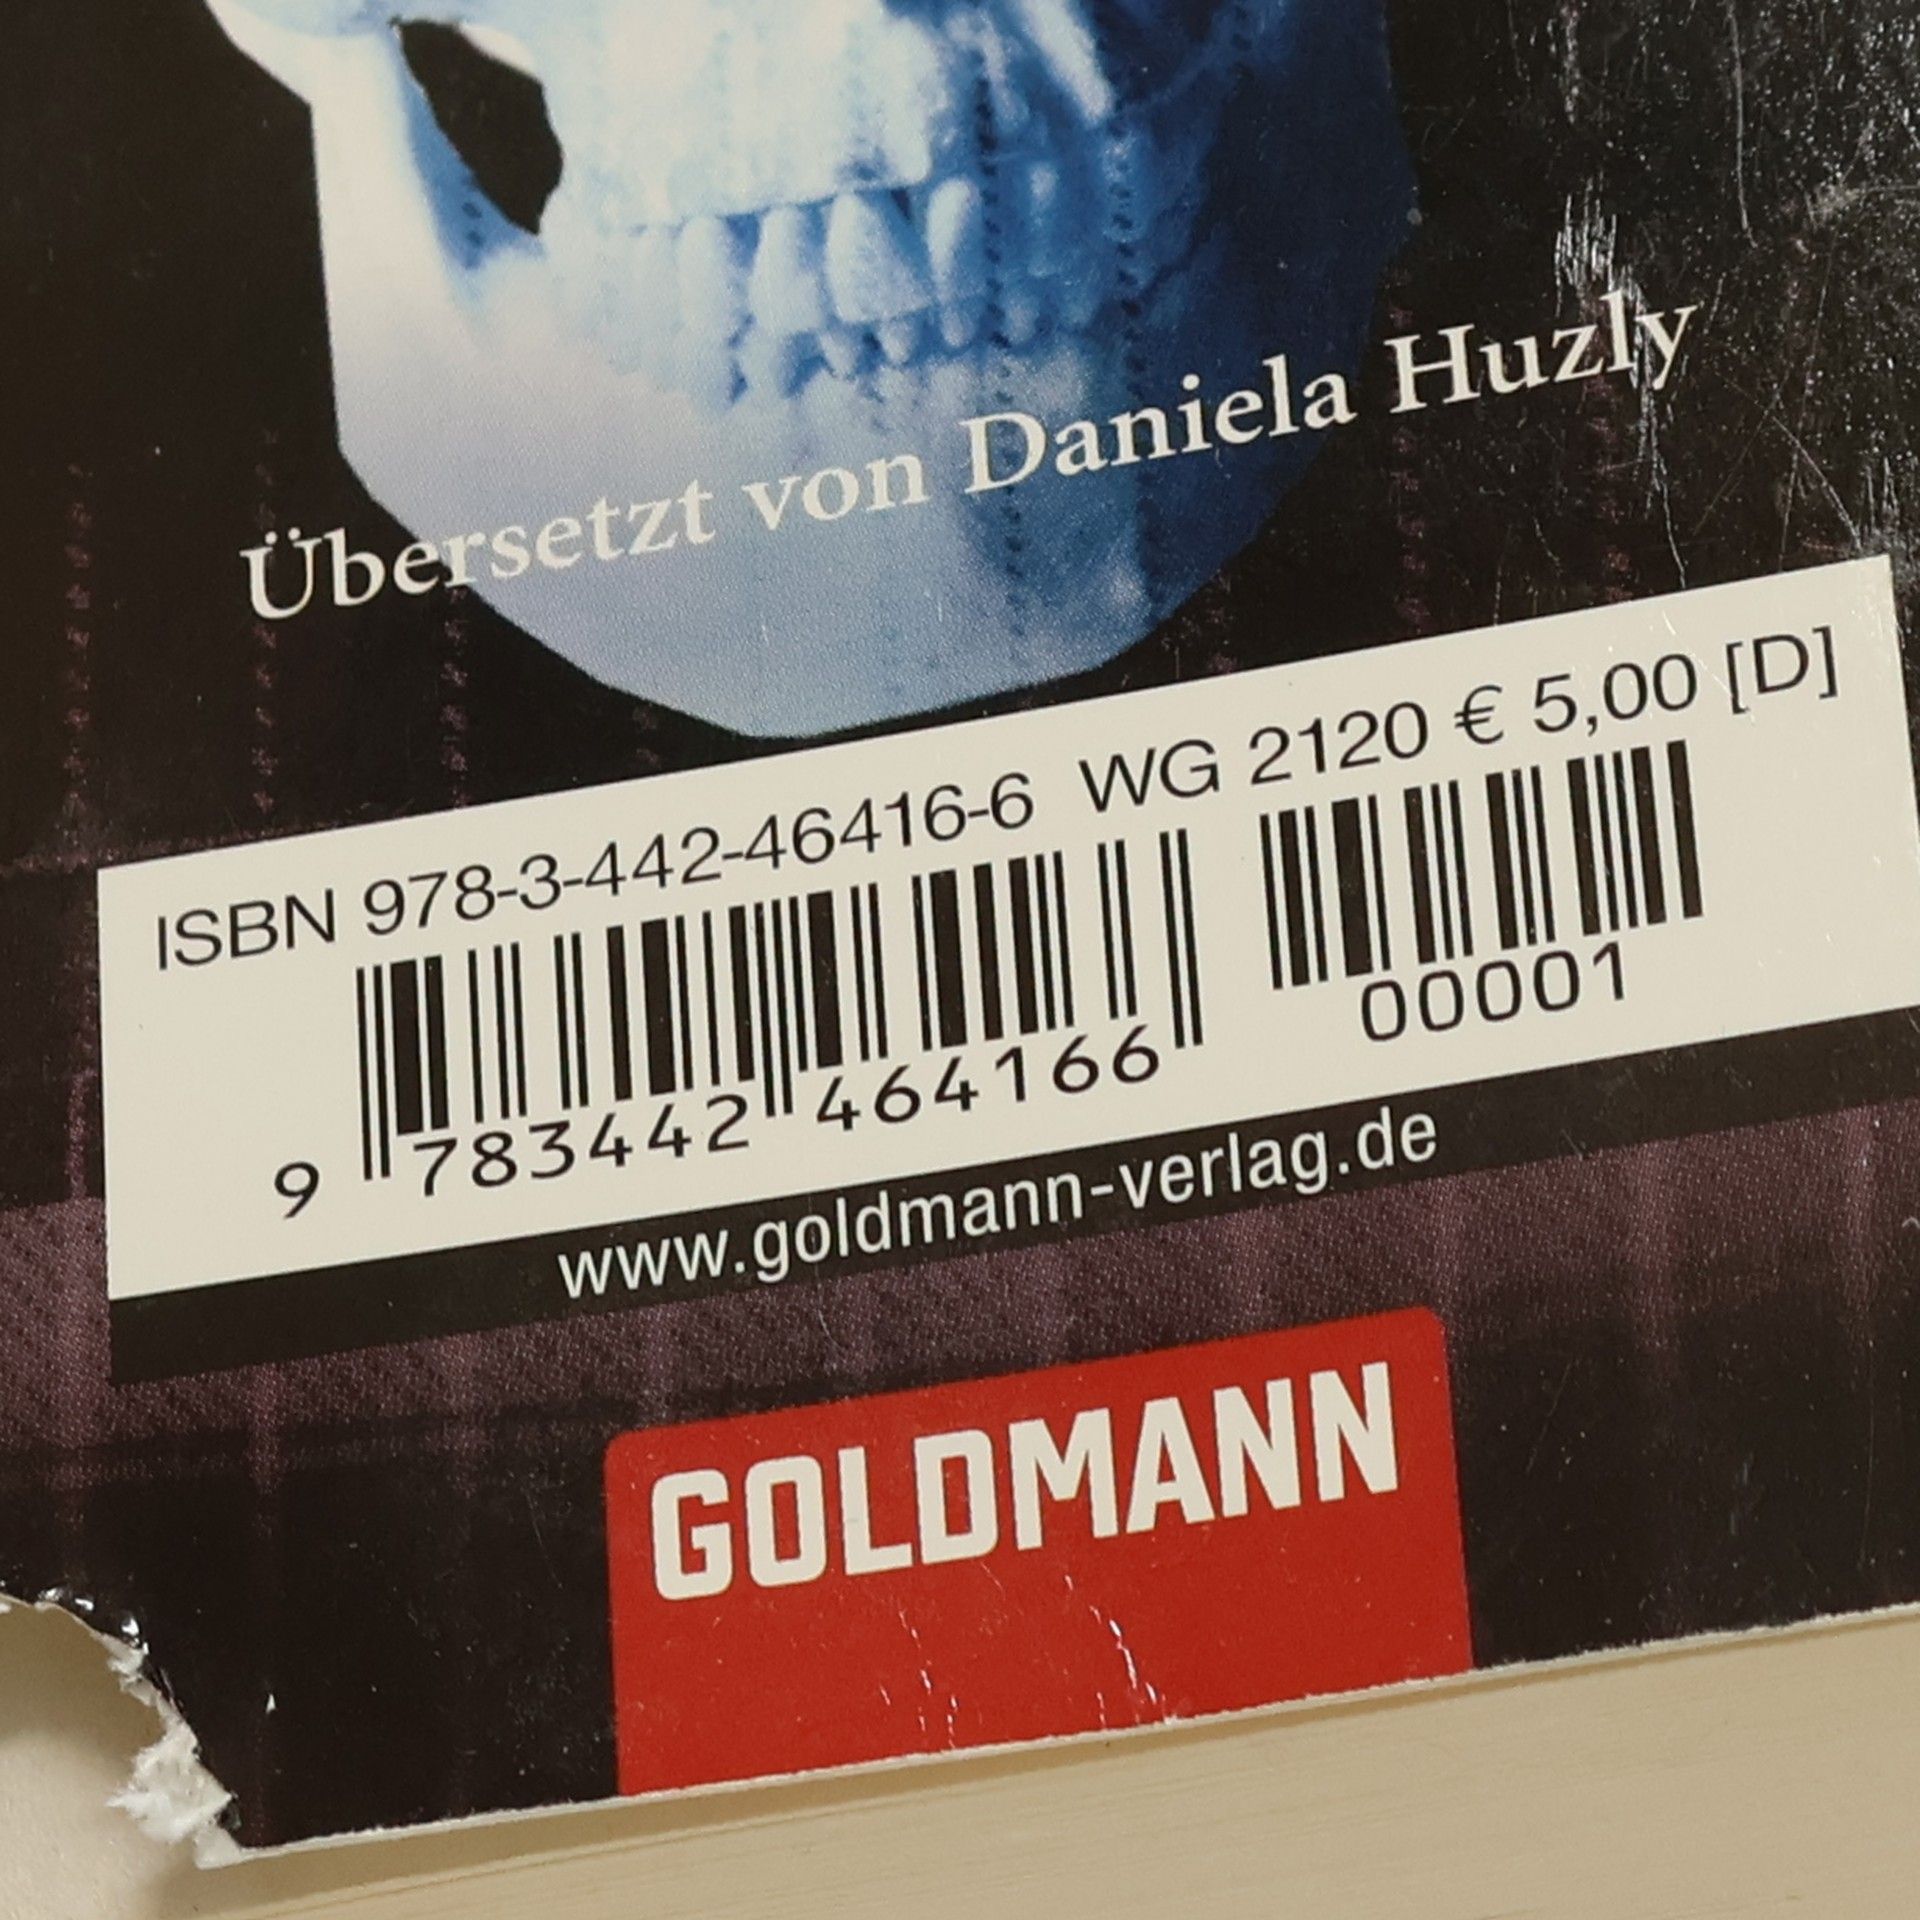 Übersetzt von Daniela Huzly
ISBN 978-3-442-46416-6 WG 2120 € 5,00 [D]
9 783442 464166 00001
www.goldmann-verlag.de
GOLDMANN